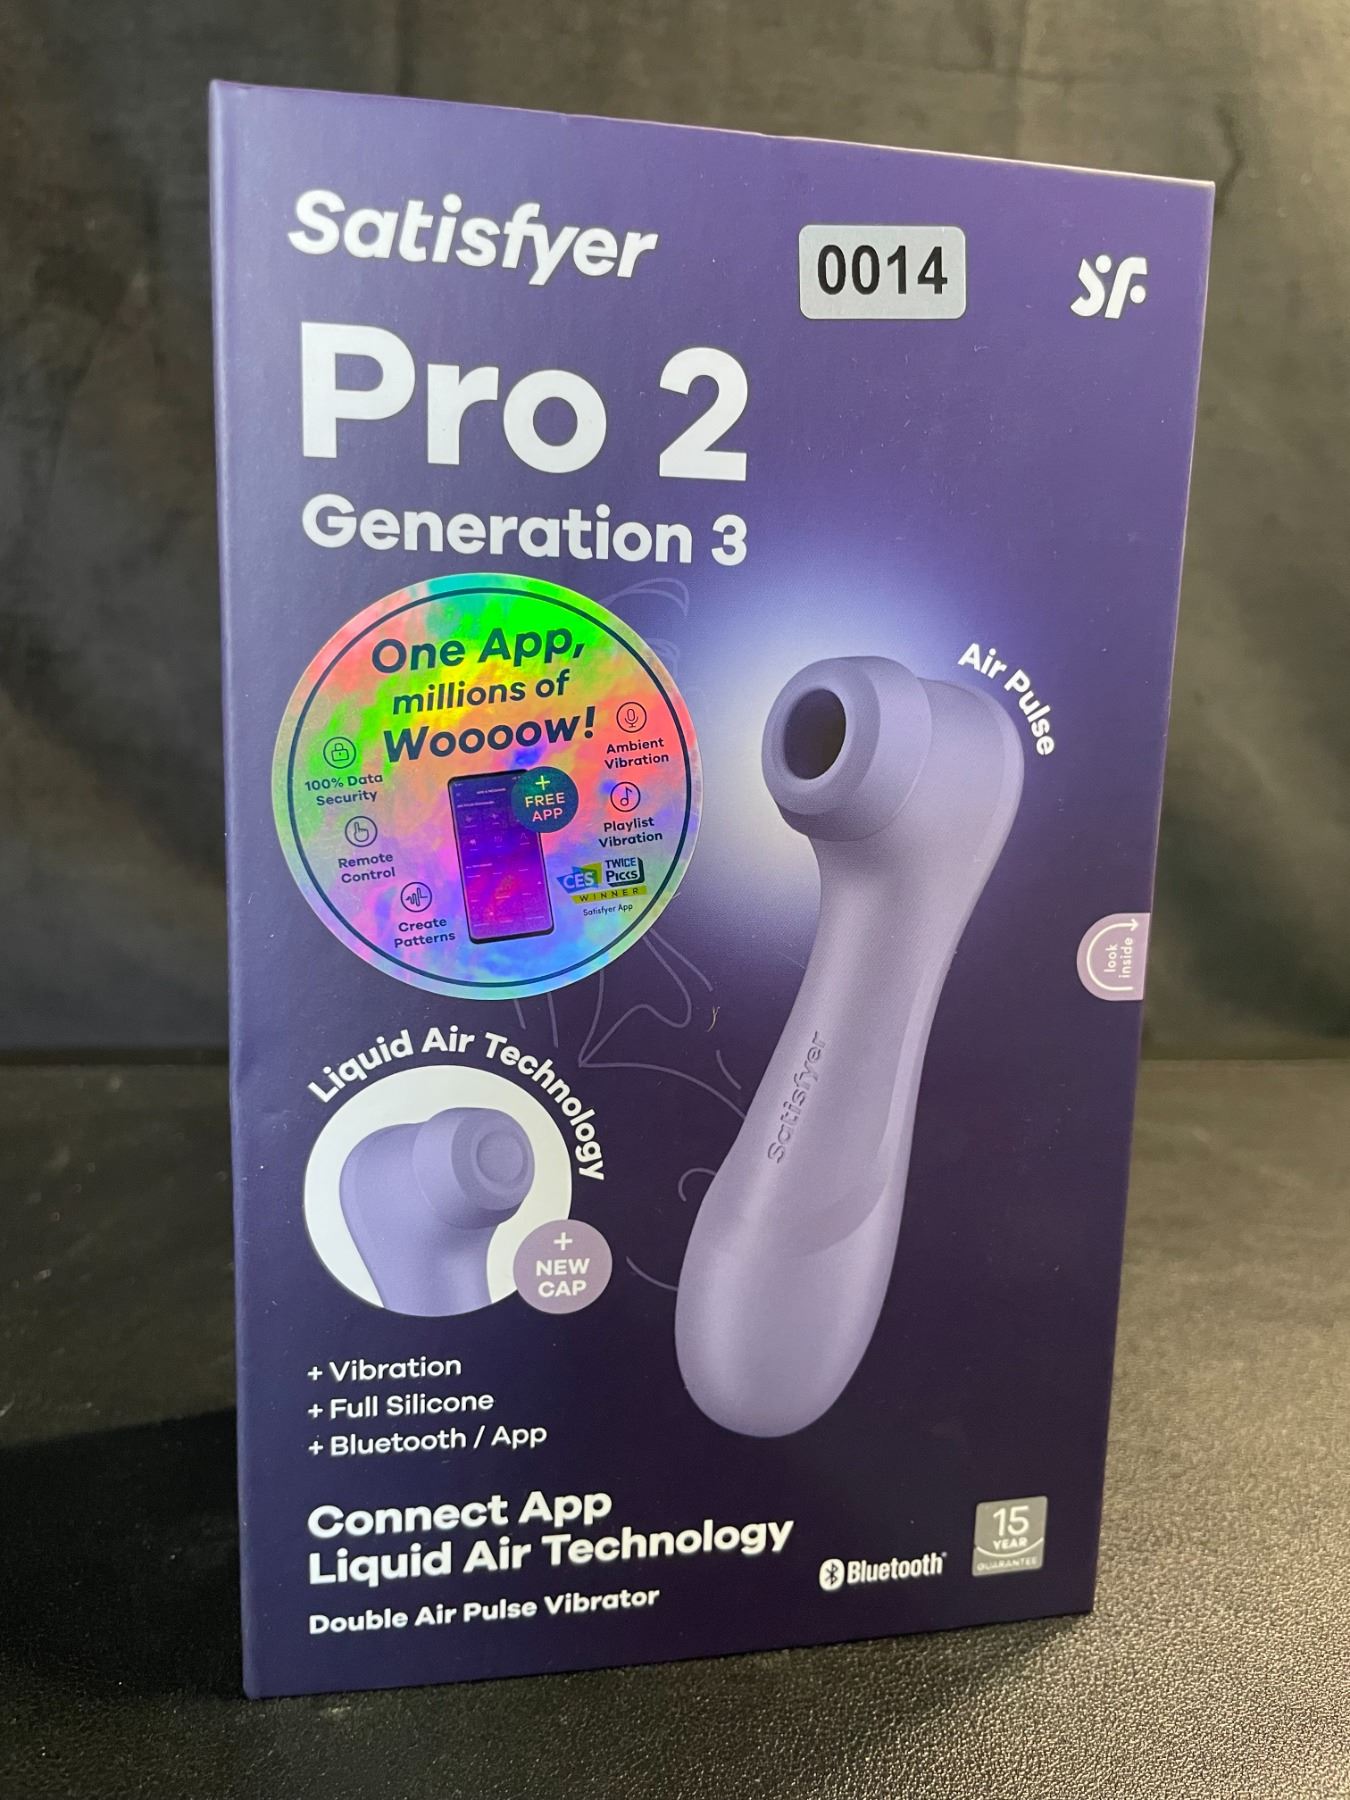 Satisfyer
0014
SF
Pro 2
Generation 3
One App,
millions of
Woooow!
100% Data
Security
Remote
Control
Create
Patterns
+
FREE
APP
Ambient
Vibration
Playlist
Vibration
CES
TWICE
PICKS
WINNER
Satisfyer App
Air Pulse
look
inside
Satisfyer
Liquid Air Technology
+
NEW
CAP
+ Vibration
+ Full Silicone
+ Bluetooth / App
Connect App
Liquid Air Technology
Double Air Pulse Vibrator
Bluetooth®
15
YEAR
GUARANTEE